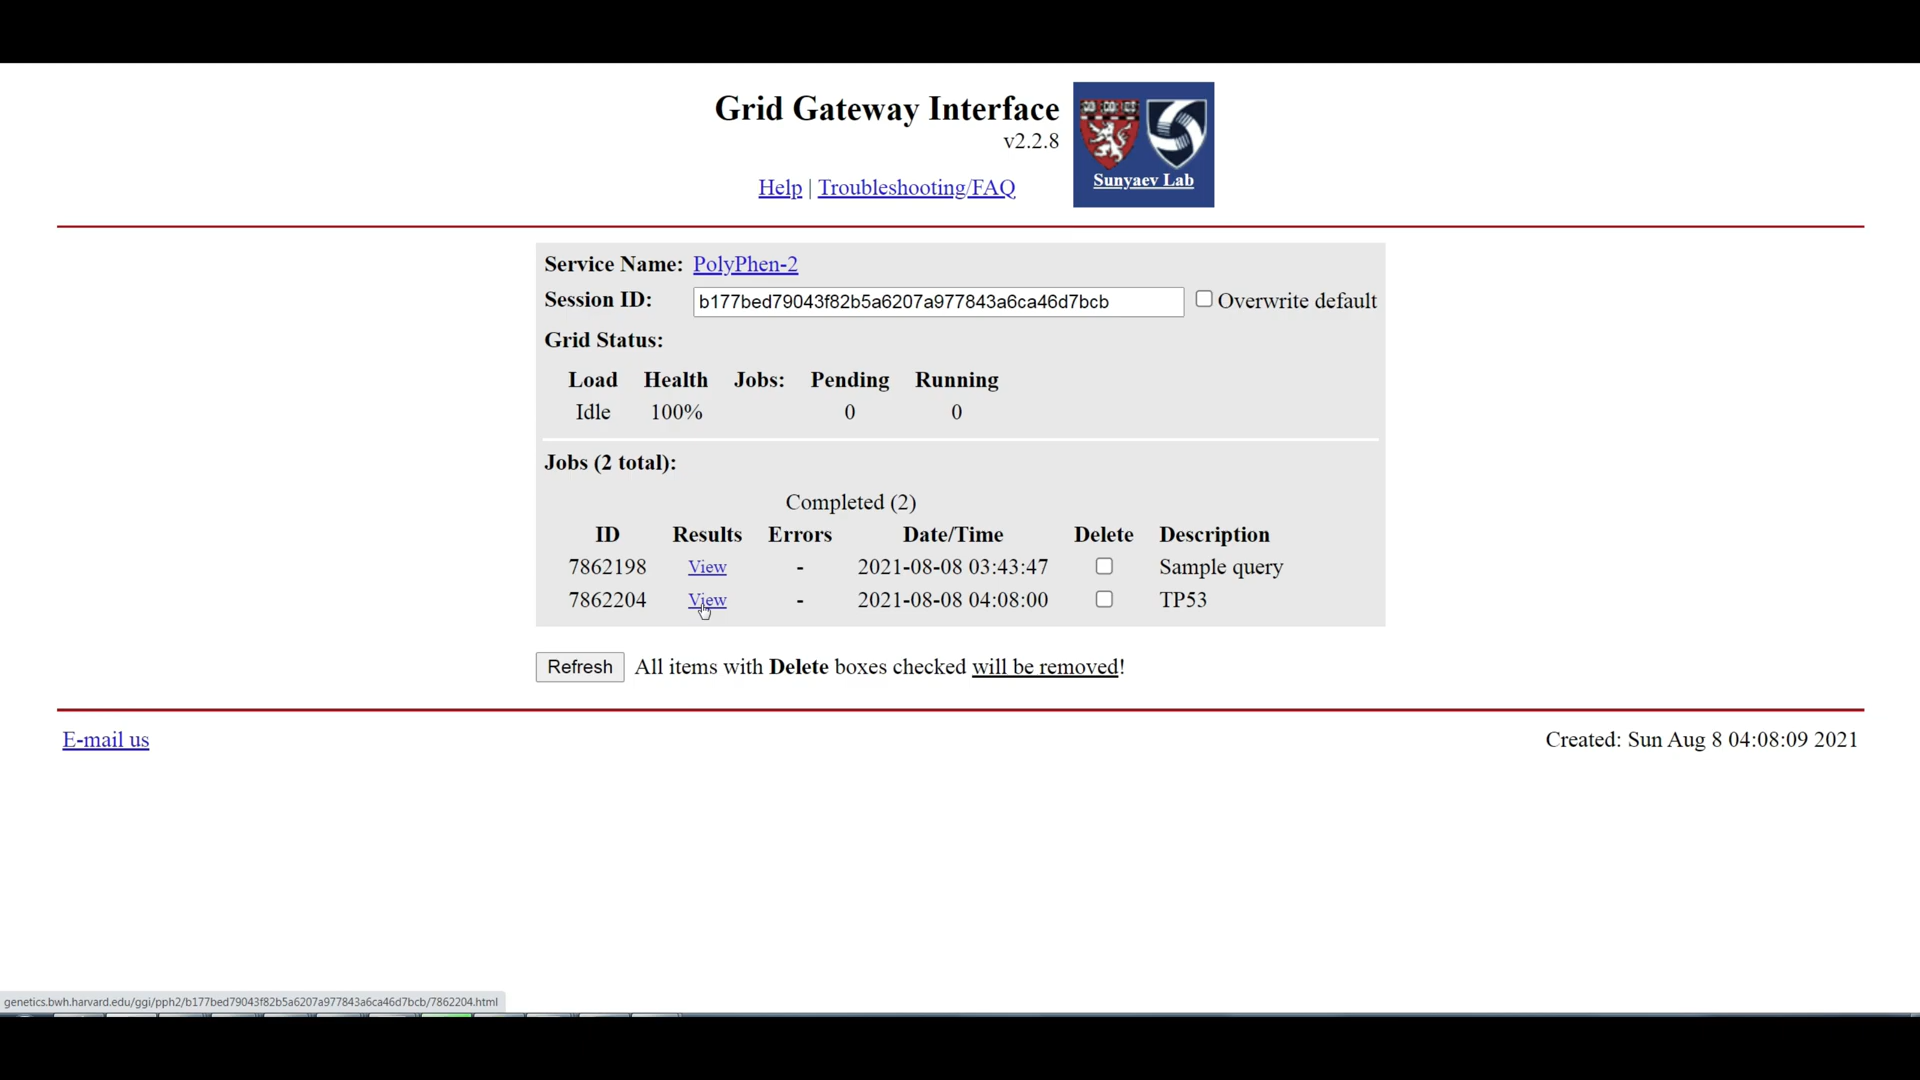 Grid Gateway Interface
v2.2.8
Help | Troubleshooting/FAQ
Sunyaev Lab
Service Name: PolyPhen-2
Session ID: b177bed79043f82b5a6207a977843a6ca46d7bcb Overwrite default
Grid Status:
Load Health Jobs: Pending Running
Idle 100% 0 0
Jobs (2 total):
Completed (2)
ID Results Errors Date/Time Delete Description
7862198 View - 2021-08-08 03:43:47 Sample query
7862204 View - 2021-08-08 04:08:00 TP53
Refresh All items with Delete boxes checked will be removed!
E-mail us Created: Sun Aug 8 04:08:09 2021
genetics.bwh.harvard.edu/ggi/pph2/b177bed79043f82b5a6207a977843a6ca46d7bcb/7862204.html